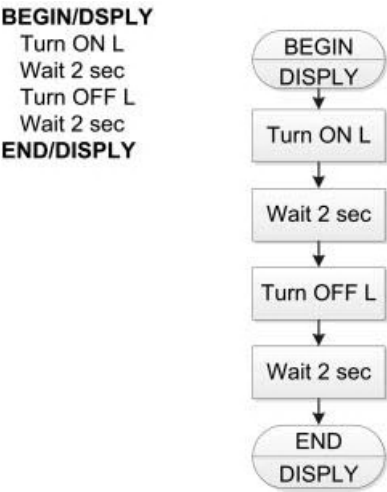 BEGIN/DSPLY
Turn ON L
Wait 2 sec
Turn OFF L
Wait 2 sec
END/DISPLY
BEGIN
DISPLY
Turn ON L
Wait 2 sec
Turn OFF L
Wait 2 sec
END
DISPLY